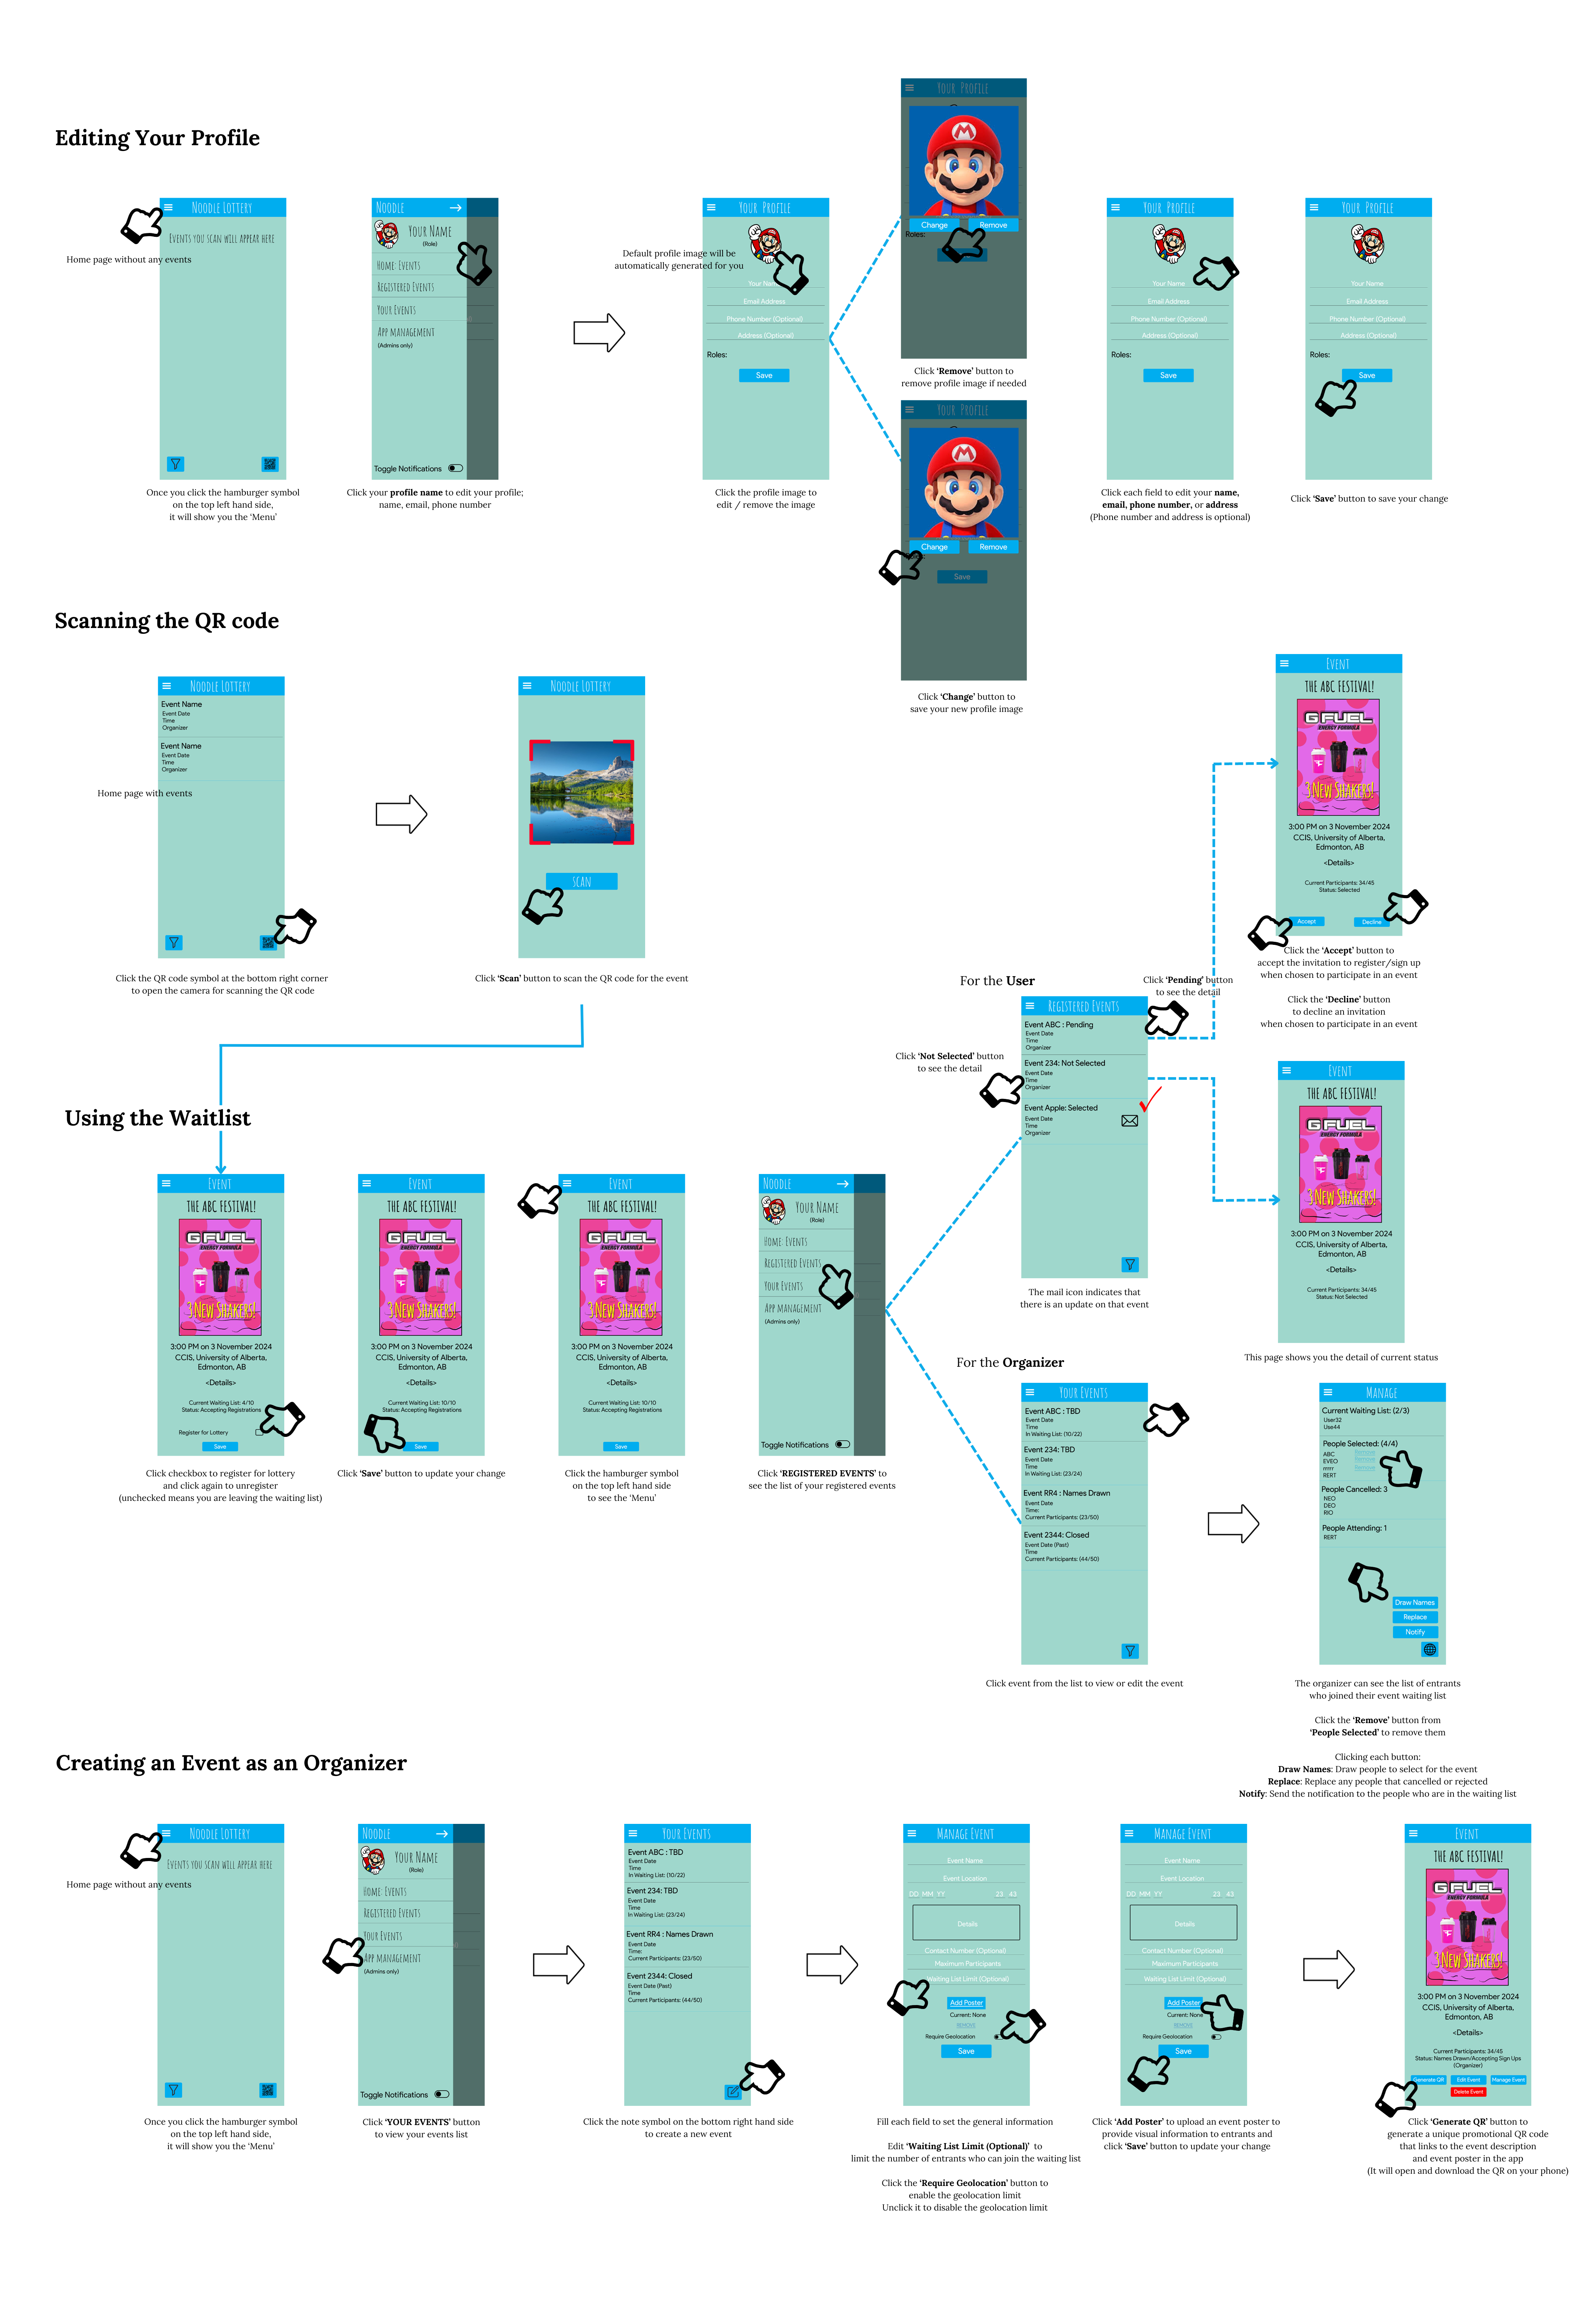 Editing Your Profile
Noodle Lottery
Events you scan will appear here
Home page without any events
Once you click the hamburger symbol
on the top left hand side,
it will show you the ‘Menu’
Noodle
Your Name
(Role)
Home: Events
Registered Events
Your Events
App management
(Admins only)
Toggle Notifications
Click your profile name to edit your profile;
name, email, phone number
Your Profile
Default profile image will be
automatically generated for you
Your Name
Email Address
Phone Number (Optional)
Address (Optional)
Roles:
Save
Click the profile image to
edit / remove the image
Your Profile
Change
Remove
Roles:
Click ‘Remove’ button to
remove profile image if needed
Your Profile
Change
Remove
Save
Click ‘Change’ button to
save your new profile image
Your Profile
Your Name
Email Address
Phone Number (Optional)
Address (Optional)
Roles:
Save
Click each field to edit your name,
email, phone number, or address
(Phone number and address is optional)
Your Profile
Your Name
Email Address
Phone Number (Optional)
Address (Optional)
Roles:
Save
Click ‘Save’ button to save your change
Scanning the QR code
Noodle Lottery
Event Name
Event Date
Time
Organizer
Event Name
Event Date
Time
Organizer
Home page with events
Click the QR code symbol at the bottom right corner
to open the camera for scanning the QR code
Noodle Lottery
SCAN
Click ‘Scan’ button to scan the QR code for the event
Using the Waitlist
Event
THE ABC FESTIVAL!
G FUEL
ENERGY FORMULA
3 New Shakers!
3:00 PM on 3 November 2024
CCIS, University of Alberta,
Edmonton, AB
<Details>
Current Waiting List: 4/10
Status: Accepting Registrations
Register for Lottery
Save
Click checkbox to register for lottery
and click again to unregister
(unchecked means you are leaving the waiting list)
Event
THE ABC FESTIVAL!
G FUEL
ENERGY FORMULA
3 New Shakers!
3:00 PM on 3 November 2024
CCIS, University of Alberta,
Edmonton, AB
<Details>
Current Waiting List: 10/10
Status: Accepting Registrations
Save
Click ‘Save’ button to update your change
Event
THE ABC FESTIVAL!
G FUEL
ENERGY FORMULA
3 New Shakers!
3:00 PM on 3 November 2024
CCIS, University of Alberta,
Edmonton, AB
<Details>
Current Waiting List: 10/10
Status: Accepting Registrations
Save
Click the hamburger symbol
on the top left hand side
to see the ‘Menu’
Noodle
Your Name
(Role)
Home: Events
Registered Events
Your Events
App management
(Admins only)
Toggle Notifications
Click ‘REGISTERED EVENTS’ to
see the list of your registered events
For the User
Click ‘Pending’ button
to see the detail
Click ‘Not Selected’ button
to see the detail
Registered Events
Event ABC : Pending
Event Date
Time
Organizer
Event 234: Not Selected
Event Date
Time
Organizer
Event Apple: Selected
Event Date
Time
Organizer
The mail icon indicates that
there is an update on that event
Event
THE ABC FESTIVAL!
G FUEL
ENERGY FORMULA
3 New Shakers!
3:00 PM on 3 November 2024
CCIS, University of Alberta,
Edmonton, AB
<Details>
Current Participants: 34/45
Status: Selected
Accept
Decline
Click the ‘Accept’ button to
accept the invitation to register/sign up
when chosen to participate in an event
Click the ‘Decline’ button
to decline an invitation
when chosen to participate in an event
Event
THE ABC FESTIVAL!
G FUEL
ENERGY FORMULA
3 New Shakers!
3:00 PM on 3 November 2024
CCIS, University of Alberta,
Edmonton, AB
<Details>
Current Participants: 34/45
Status: Not Selected
This page shows you the detail of current status
For the Organizer
Your Events
Event ABC : TBD
Event Date
Time
In Waiting List: (10/22)
Event 234: TBD
Event Date
Time
In Waiting List: (23/24)
Event RR4 : Names Drawn
Event Date
Time:
Current Participants: (23/50)
Event 2344: Closed
Event Date (Past)
Time
Current Participants: (44/50)
Click event from the list to view or edit the event
Manage
Current Waiting List: (2/3)
User32
Use44
People Selected: (4/4)
ABC
EVEO
rrrrr
RERT
Remove
Remove
Remove
People Cancelled: 3
NEO
DEO
RIO
People Attending: 1
RERT
Draw Names
Replace
Notify
The organizer can see the list of entrants
who joined their event waiting list
Click the ‘Remove’ button from
‘People Selected’ to remove them
Clicking each button:
Draw Names: Draw people to select for the event
Replace: Replace any people that cancelled or rejected
Notify: Send the notification to the people who are in the waiting list
Creating an Event as an Organizer
Noodle Lottery
Events you scan will appear here
Home page without any events
Once you click the hamburger symbol
on the top left hand side,
it will show you the ‘Menu’
Noodle
Your Name
(Role)
Home: Events
Registered Events
Your Events
App management
(Admins only)
Toggle Notifications
Click ‘YOUR EVENTS’ button
to view your events list
Your Events
Event ABC : TBD
Event Date
Time
In Waiting List: (10/22)
Event 234: TBD
Event Date
Time
In Waiting List: (23/24)
Event RR4 : Names Drawn
Event Date
Time:
Current Participants: (23/50)
Event 2344: Closed
Event Date (Past)
Time
Current Participants: (44/50)
Click the note symbol on the bottom right hand side
to create a new event
Manage Event
Event Name
Event Location
DD MM YY 23 43
Details
Contact Number (Optional)
Maximum Participants
Waiting List Limit (Optional)
Add Poster
Current: None
REMOVE
Require Geolocation
Save
Fill each field to set the general information
Edit ‘Waiting List Limit (Optional)’ to
limit the number of entrants who can join the waiting list
Click the ‘Require Geolocation’ button to
enable the geolocation limit
Unclick it to disable the geolocation limit
Manage Event
Event Name
Event Location
DD MM YY 23 43
Details
Contact Number (Optional)
Maximum Participants
Waiting List Limit (Optional)
Add Poster
Current: None
REMOVE
Require Geolocation
Save
Click ‘Add Poster’ to upload an event poster to
provide visual information to entrants and
click ‘Save’ button to update your change
Event
THE ABC FESTIVAL!
G FUEL
ENERGY FORMULA
3 New Shakers!
3:00 PM on 3 November 2024
CCIS, University of Alberta,
Edmonton, AB
<Details>
Current Participants: 34/45
Status: Names Drawn/Accepting Sign Ups
(Organizer)
Generate QR
Edit Event
Manage Event
Delete Event
Click ‘Generate QR’ button to
generate a unique promotional QR code
that links to the event description
and event poster in the app
(It will open and download the QR on your phone)